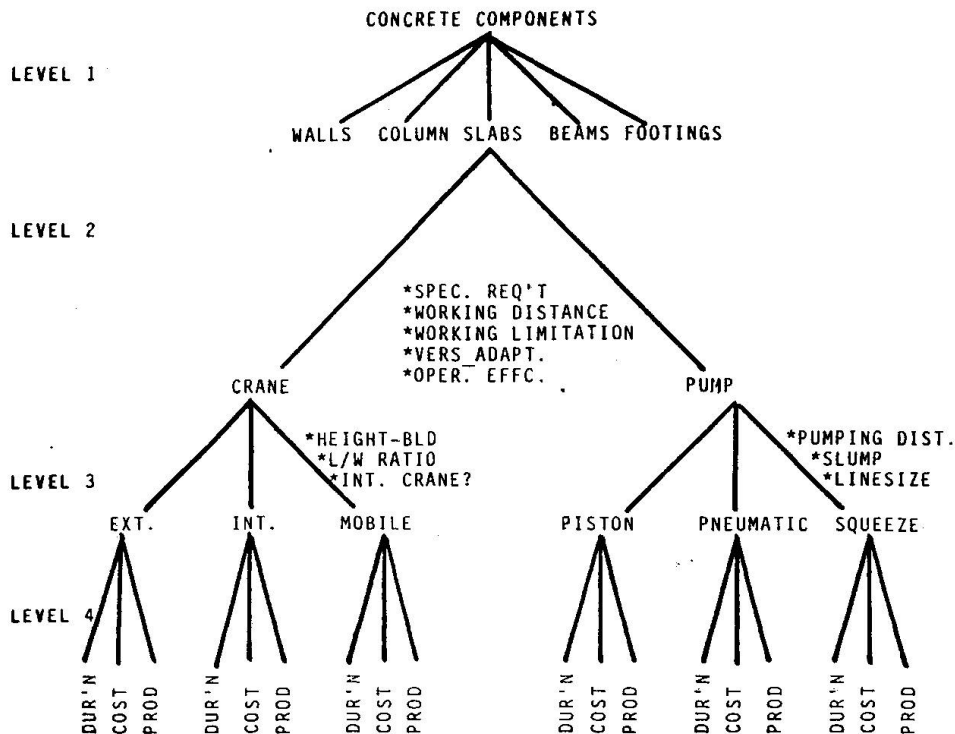 CONCRETE COMPONENTS
LEVEL 1
WALLS COLUMN SLABS BEAMS FOOTINGS
LEVEL 2
*SPEC. REQ'T
*WORKING DISTANCE
*WORKING LIMITATION
*VERS_ADAPT.
*OPER. EFFC.
CRANE PUMP
*HEIGHT-BLD *PUMPING DIST.
*L/W RATIO *SLUMP
LEVEL 3 *INT. CRANE? *LINESIZE
EXT. INT. MOBILE PISTON PNEUMATIC SQUEEZE
LEVEL 4
DUR'N COST PROD DUR'N COST PROD DUR'N COST PROD DUR'N COST PROD DUR'N COST PROD DUR'N COST PROD